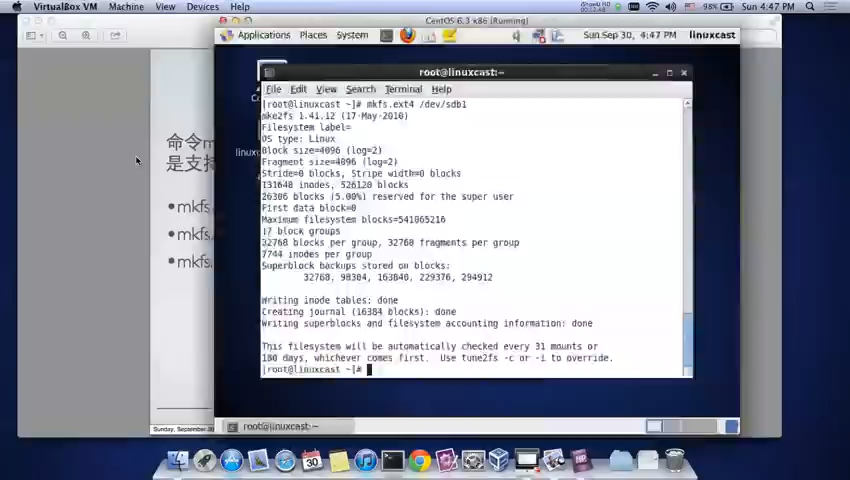 VirtualBox VM Machine View Devices Help
98% Sun 4:47 PM
CentOS 6.3 x86 (Running)
Applications Places System
Sun Sep 30, 4:47 PM linuxcast
root@linuxcast:~
File Edit View Search Terminal Help
[root@linuxcast ~]# mkfs.ext4 /dev/sdb1
mke2fs 1.41.12 (17-May-2010)
Filesystem label=
OS type: Linux
Block size=4096 (log=2)
Fragment size=4096 (log=2)
Stride=0 blocks, Stripe width=0 blocks
131648 inodes, 526120 blocks
26306 blocks (5.00%) reserved for the super user
First data block=0
Maximum filesystem blocks=541065216
17 block groups
32768 blocks per group, 32768 fragments per group
7744 inodes per group
Superblock backups stored on blocks:
32768, 98304, 163840, 229376, 294912
Writing inode tables: done
Creating journal (16384 blocks): done
Writing superblocks and filesystem accounting information: done
This filesystem will be automatically checked every 31 mounts or
180 days, whichever comes first. Use tune2fs -c or -i to override.
[root@linuxcast ~]#
命令m
是支持
•mkfs.
•mkfs.
•mkfs.
Sunday, September 30
root@linuxcast:~
30